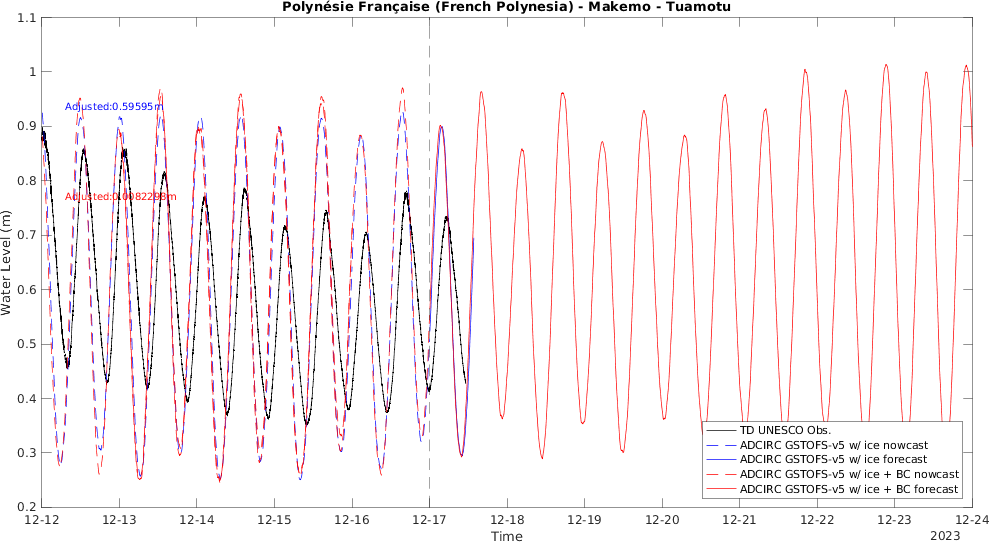 Polynésie Française (French Polynesia) - Makemo - Tuamotu
1.1
1
0.9
0.8
0.7
0.6
0.5
0.4
0.3
0.2
Water Level (m)
Adjusted:0.59595m
Adjusted:0.0082298m
TD UNESCO Obs.
ADCIRC GSTOFS-v5 w/ ice nowcast
ADCIRC GSTOFS-v5 w/ ice forecast
ADCIRC GSTOFS-v5 w/ ice + BC nowcast
ADCIRC GSTOFS-v5 w/ ice + BC forecast
12-12 12-13 12-14 12-15 12-16 12-17 12-18 12-19 12-20 12-21 12-22 12-23 12-24
Time
2023